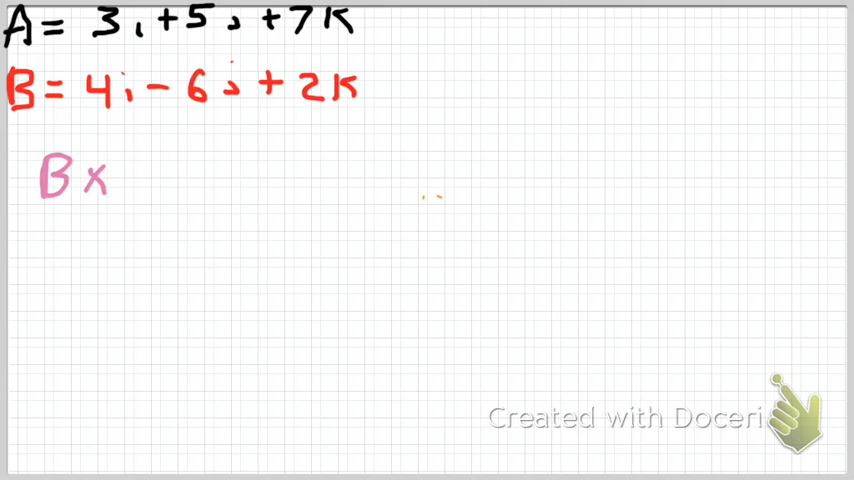 A = 3i + 5j + 7k
B = 4i - 6j + 2k
B x
Created with Doceri